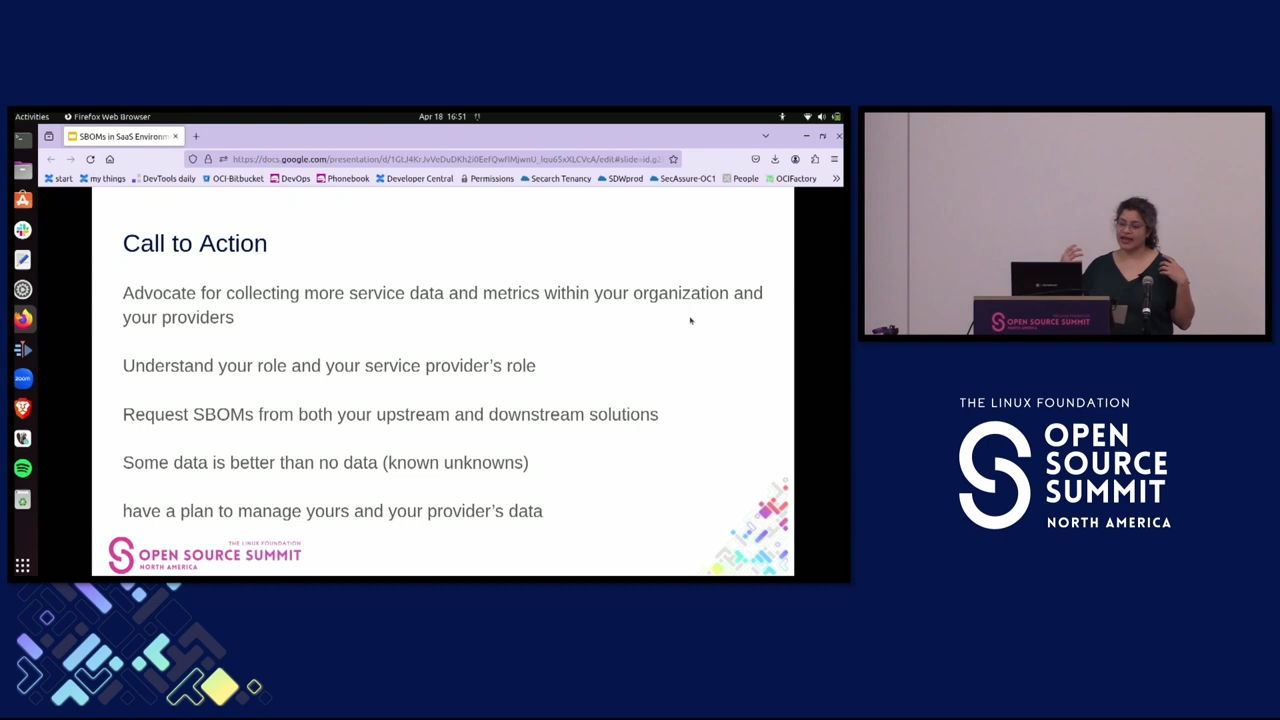 Activities
Firefox Web Browser
Apr 18 16:51
SBOMs in SaaS Environm
start
my things
DevTools daily
OCI-Bitbucket
DevOps
Phonebook
Developer Central
Permissions
Secarch Tenancy
SDWprod
SecAssure-OC1
People
OCIFactory
Call to Action
Advocate for collecting more service data and metrics within your organization and
your providers
Understand your role and your service provider’s role
Request SBOMs from both your upstream and downstream solutions
Some data is better than no data (known unknowns)
have a plan to manage yours and your provider’s data
THE LINUX FOUNDATION
OPEN SOURCE SUMMIT
NORTH AMERICA
zoom
OPEN SOURCE SUMMIT
NORTH AMERICA
THE LINUX FOUNDATION
OPEN
SOURCE
SUMMIT
NORTH AMERICA